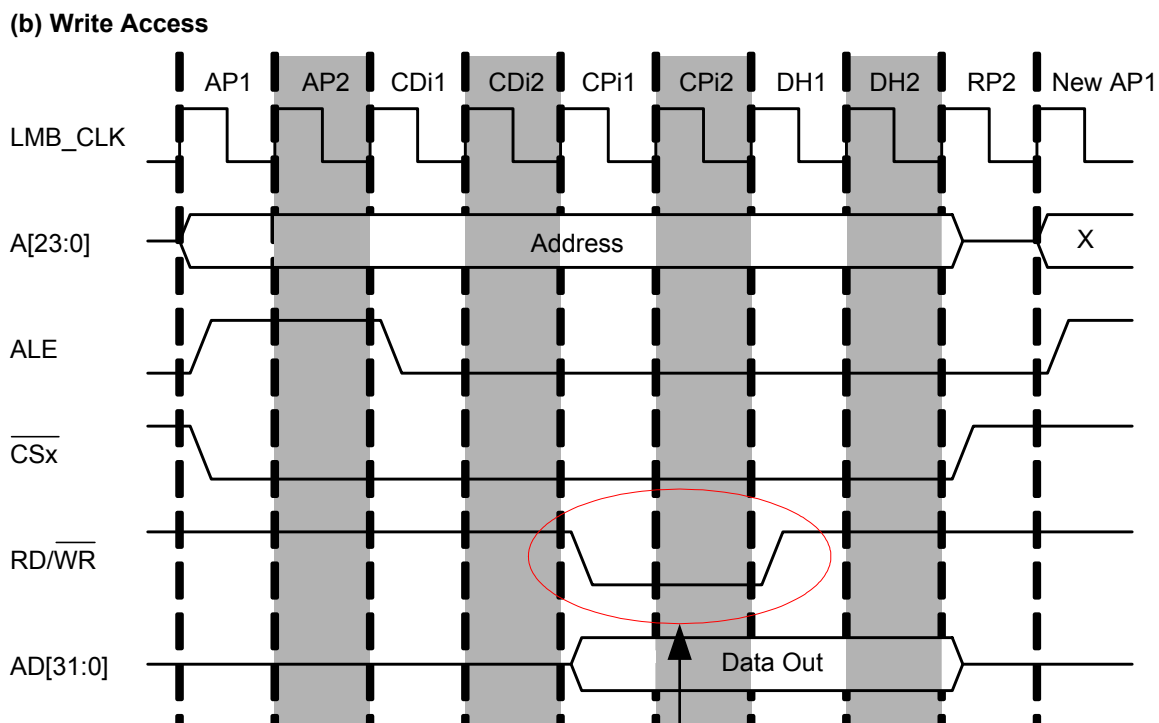 (b) Write Access
AP1 AP2 CDi1 CDi2 CPi1 CPi2 DH1 DH2 RP2 New AP1
LMB_CLK
A[23:0] Address X
ALE
CSx
RD/WR
AD[31:0] Data Out